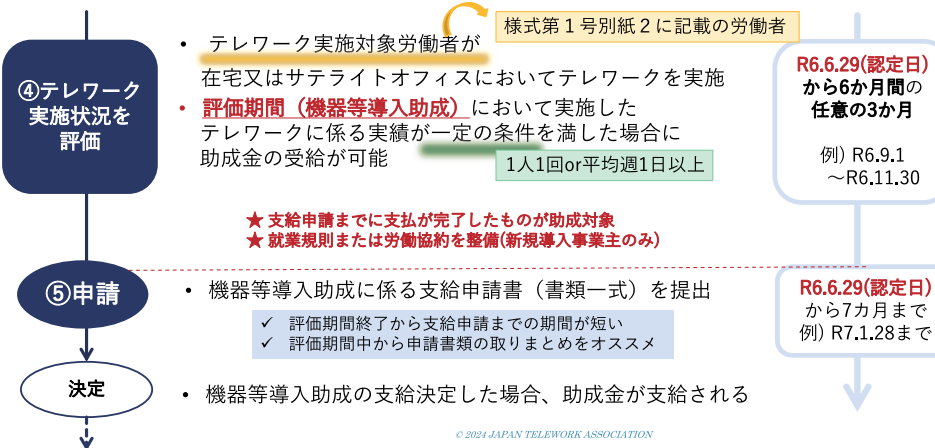 様式第1号別紙2に記載の労働者
④テレワーク
実施状況を
評価
• テレワーク実施対象労働者が
在宅又はサテライトオフィスにおいてテレワークを実施
• 評価期間（機器等導入助成）において実施した
テレワークに係る実績が一定の条件を満した場合に
助成金の受給が可能
1人1回or平均週1日以上
R6.6.29(認定日)
から6か月間の
任意の3か月
例) R6.9.1
～R6.11.30
★ 支給申請までに支払が完了したものが助成対象
★ 就業規則または労働協約を整備(新規導入事業主のみ)
⑤申請
• 機器等導入助成に係る支給申請書（書類一式）を提出
✓ 評価期間終了から支給申請までの期間が短い
✓ 評価期間中から申請書類の取りまとめをオススメ
R6.6.29(認定日)
から7カ月まで
例) R7.1.28まで
決定
• 機器等導入助成の支給決定した場合、助成金が支給される
© 2024 JAPAN TELEWORK ASSOCIATION